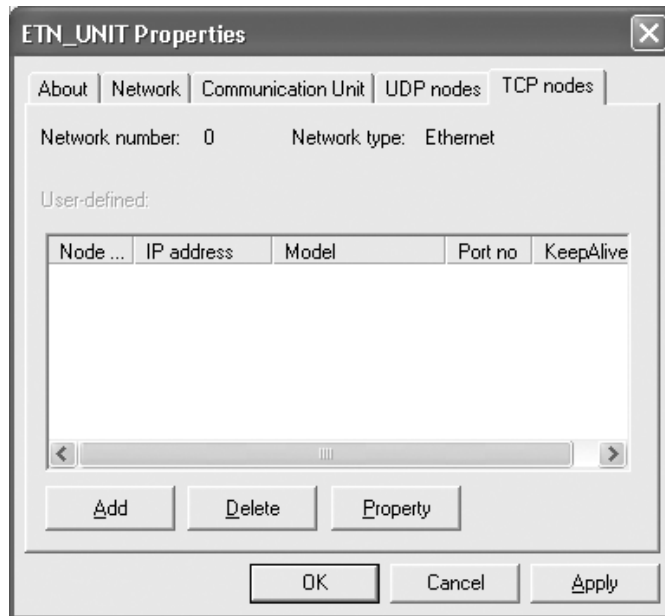 ETN_UNIT Properties
About Network Communication Unit UDP nodes TCP nodes
Network number: 0 Network type: Ethernet
User-defined:
Node ... IP address Model Port no KeepAlive
Add Delete Property
OK Cancel Apply